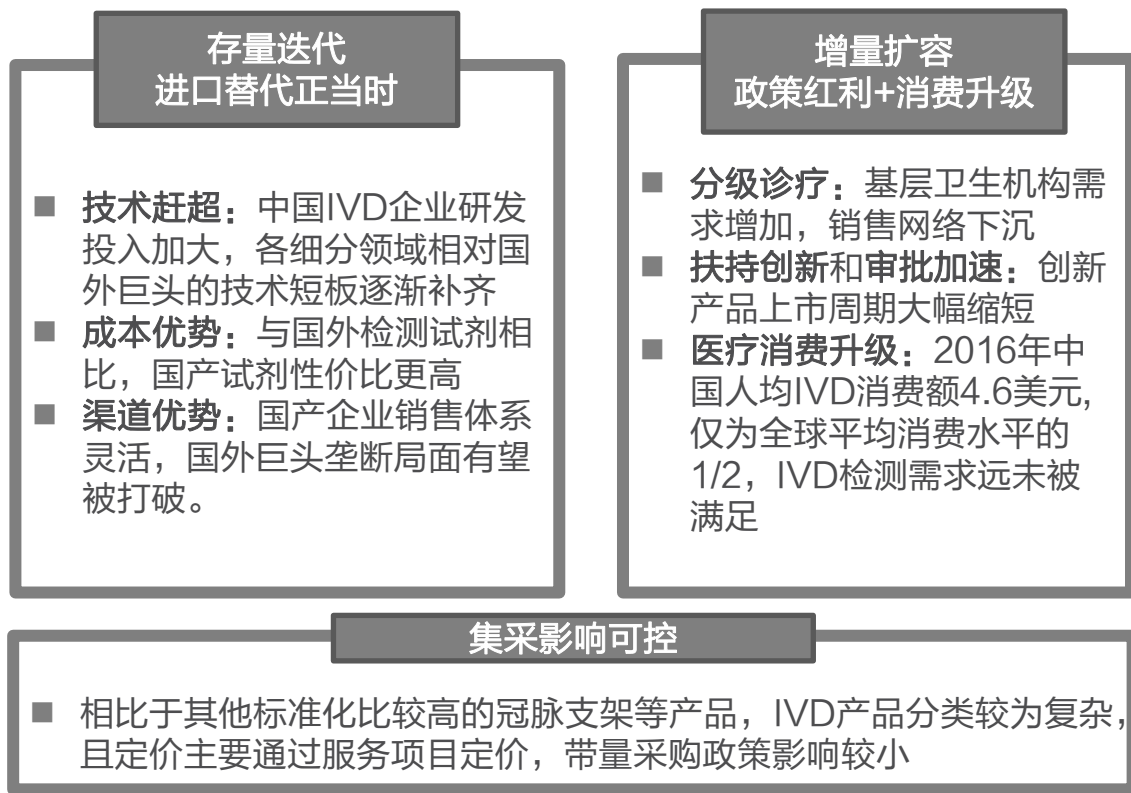 存量迭代
进口替代正当时
■ 技术赶超：中国IVD企业研发
投入加大，各细分领域相对国
外巨头的技术短板逐渐补齐
■ 成本优势：与国外检测试剂相
比，国产试剂性价比更高
■ 渠道优势：国产企业销售体系
灵活，国外巨头垄断局面有望
被打破。
增量扩容
政策红利+消费升级
■ 分级诊疗：基层卫生机构需
求增加，销售网络下沉
■ 扶持创新和审批加速：创新
产品上市周期大幅缩短
■ 医疗消费升级：2016年中
国人均IVD消费额4.6美元,
仅为全球平均消费水平的
1/2，IVD检测需求远未被
满足
集采影响可控
■ 相比于其他标准化比较高的冠脉支架等产品，IVD产品分类较为复杂，
且定价主要通过服务项目定价，带量采购政策影响较小